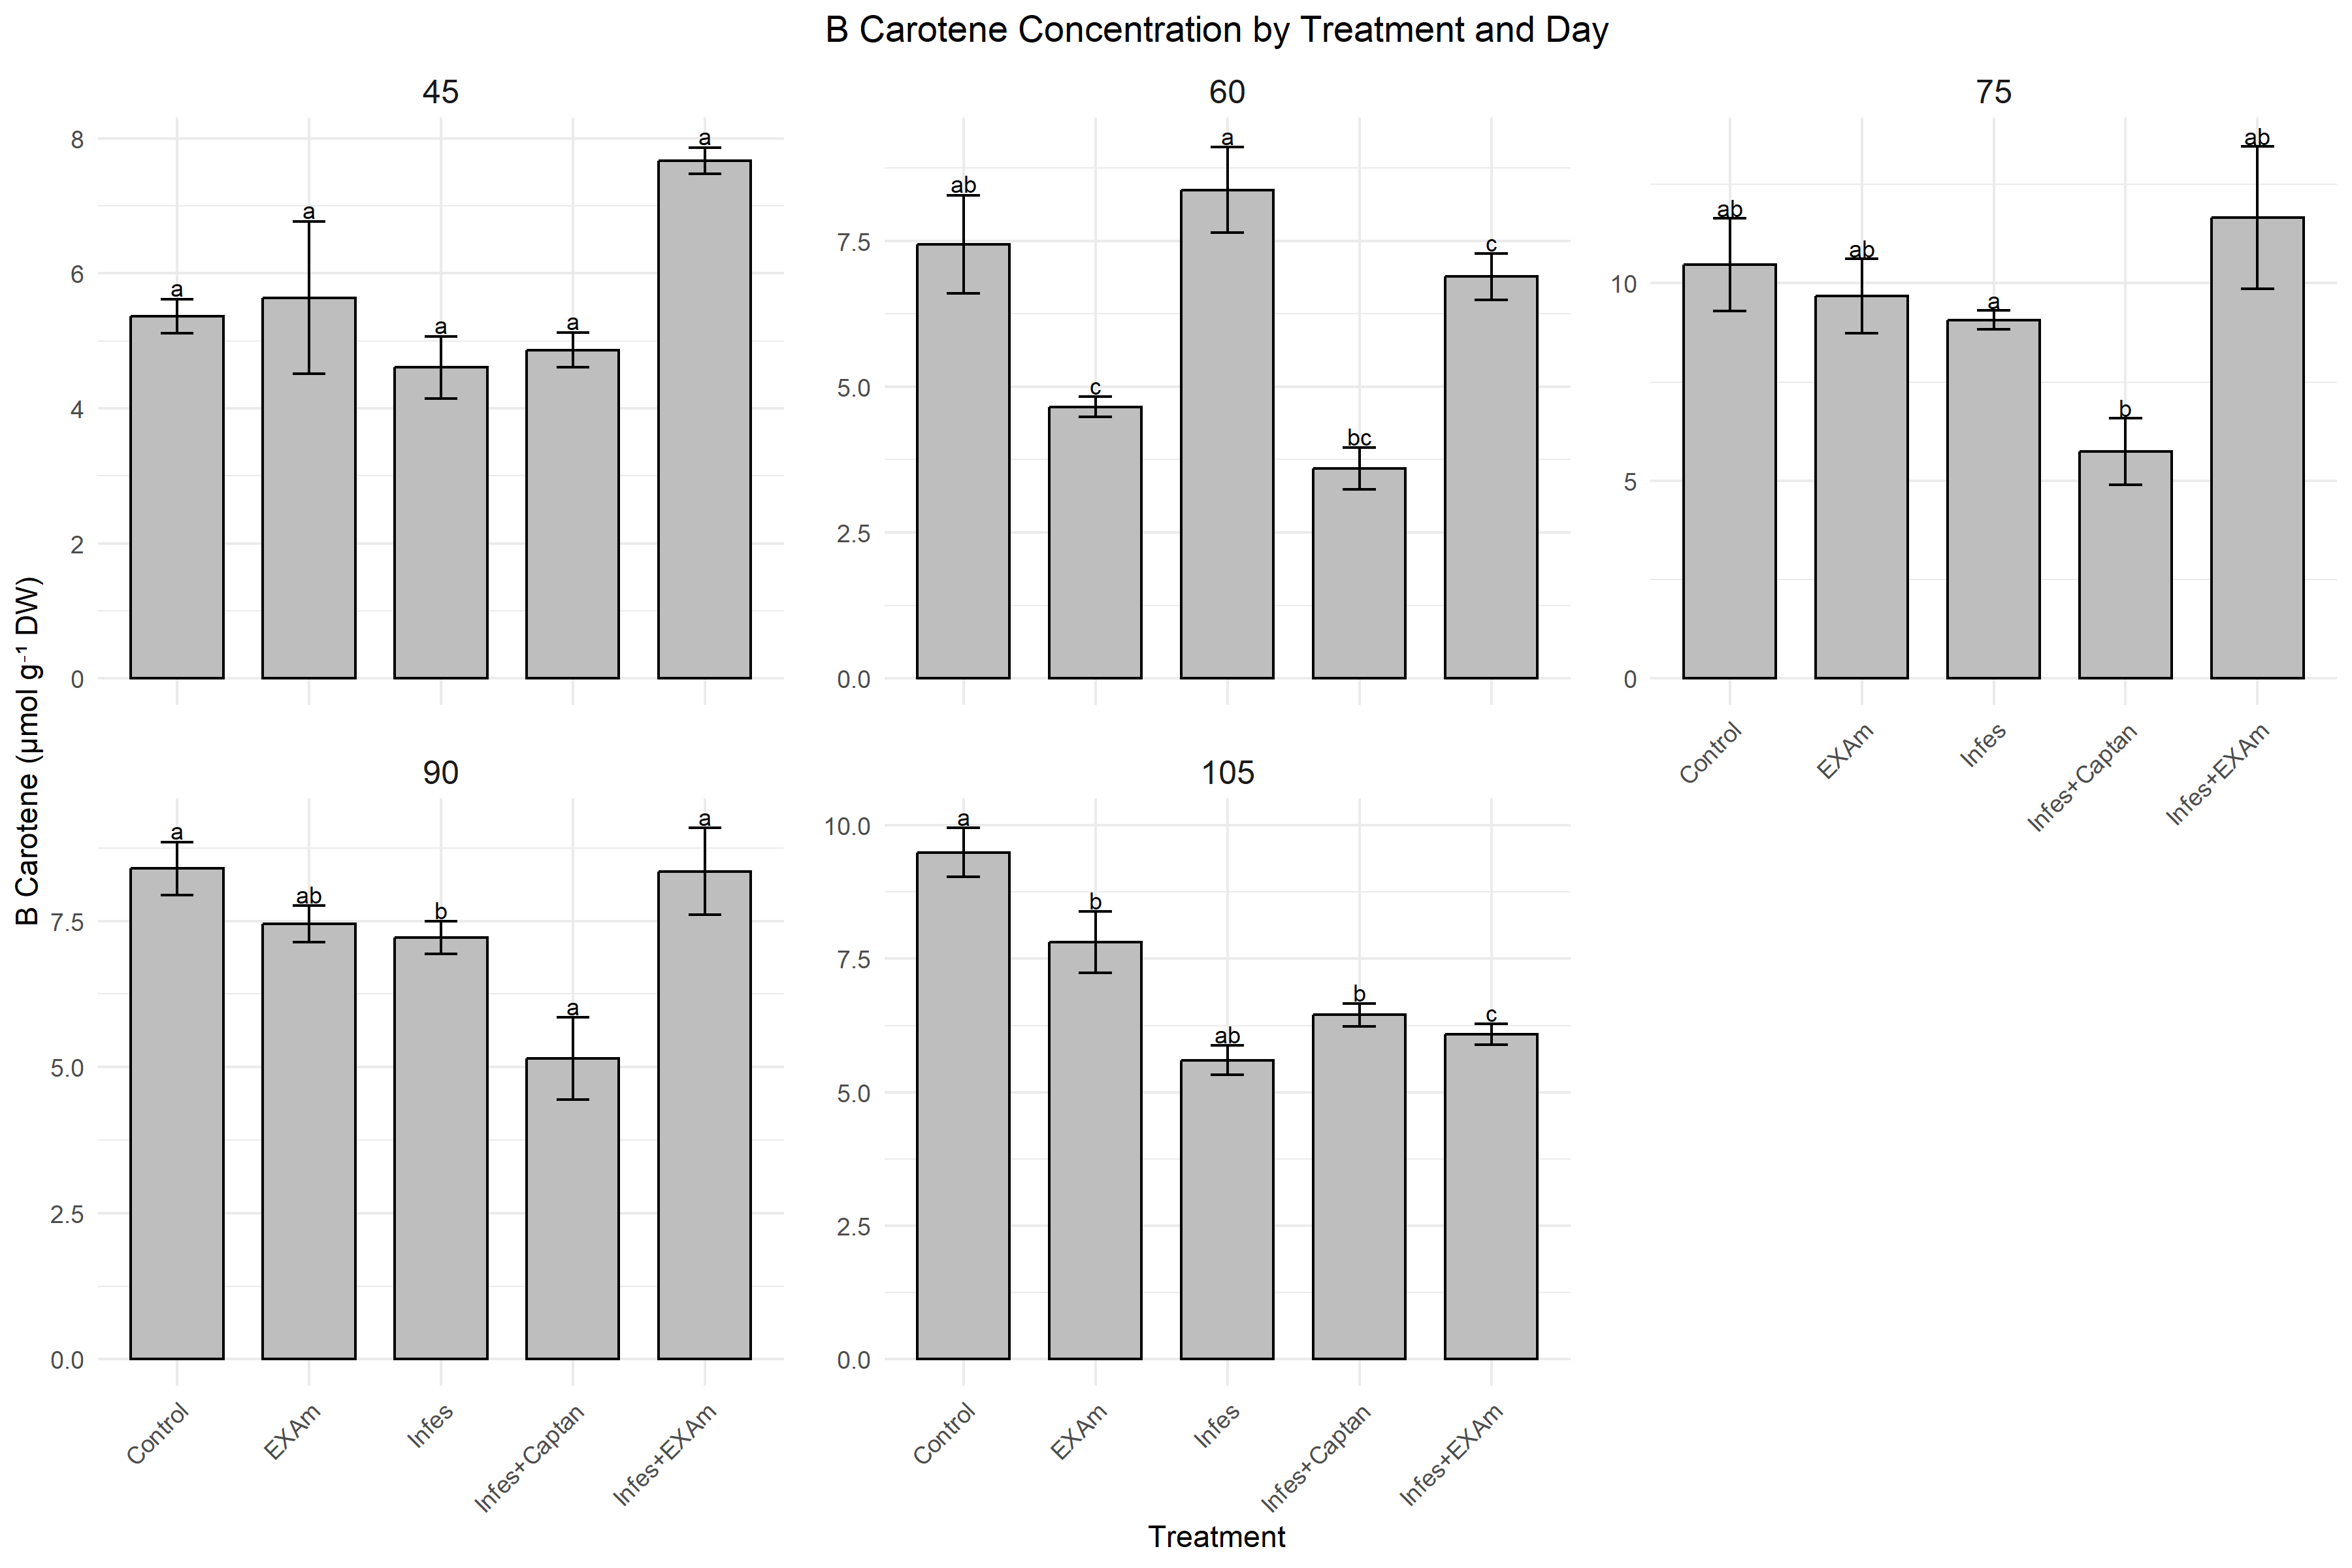 B Carotene Concentration by Treatment and Day
45
60
75
8
6
4
2
0
a
a
a
a
a
7.5
5.0
2.5
0.0
ab
c
a
bc
c
10
5
0
ab
ab
a
b
ab
Control
EXAm
Infes
Infes+Captan
Infes+EXAm
B Carotene (µmol g⁻¹ DW)
90
105
7.5
5.0
2.5
0.0
a
ab
b
a
a
10.0
7.5
5.0
2.5
0.0
a
b
ab
b
c
Control
EXAm
Infes
Infes+Captan
Infes+EXAm
Control
EXAm
Infes
Infes+Captan
Infes+EXAm
Treatment